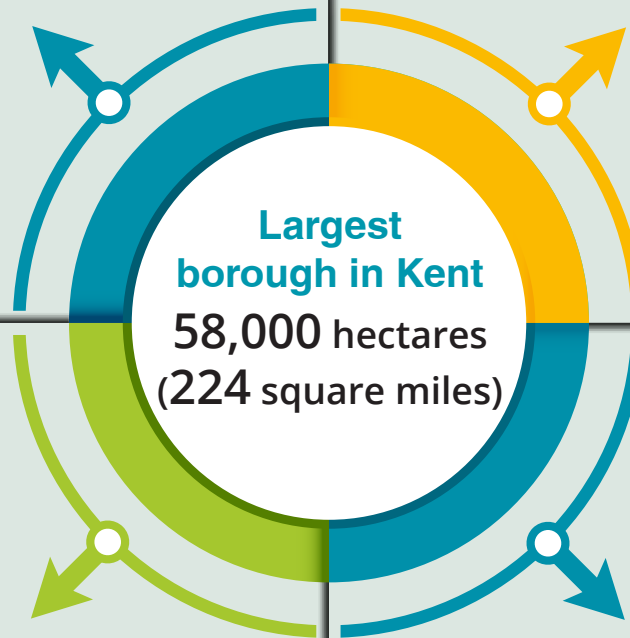 Largest
borough in Kent
58,000 hectares
(224 square miles)